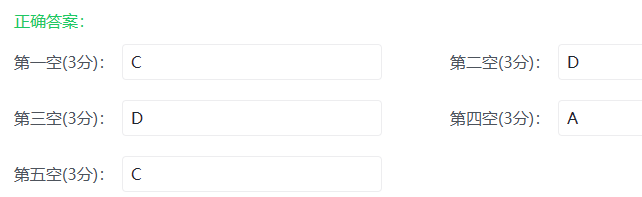 正确答案：
第一空(3分)： C 第二空(3分)： D
第三空(3分)： D 第四空(3分)： A
第五空(3分)： C